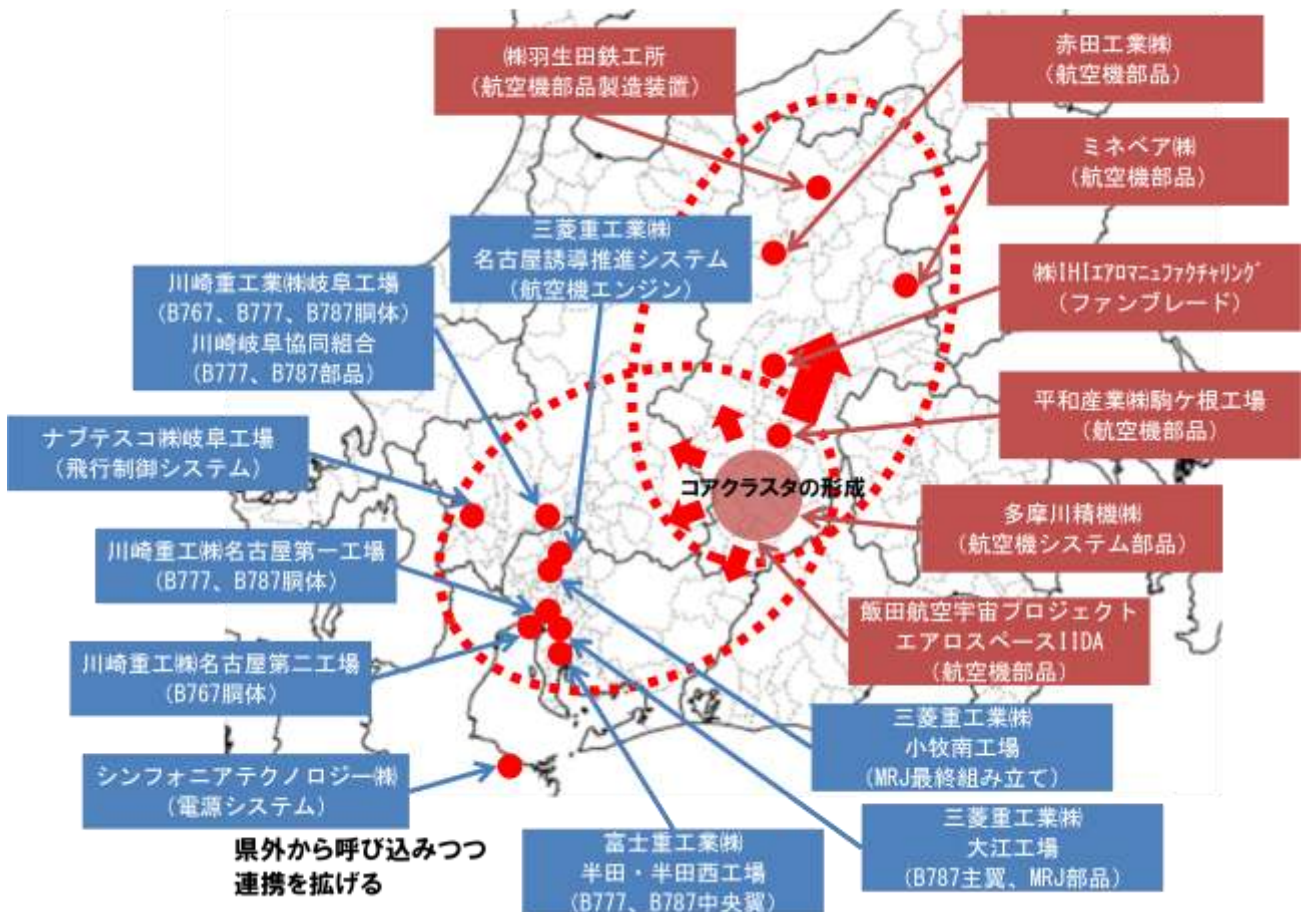 ㈱羽生田鉄工所
(航空機部品製造装置)
赤田工業㈱
(航空機部品)
ミネベア㈱
(航空機部品)
三菱重工業㈱
名古屋誘導推進システム
(航空機エンジン)
川崎重工業㈱岐阜工場
(B767、B777、B787胴体)
川崎岐阜協同組合
(B777、B787部品)
㈱IHIエアロマニュファクチャリング
(ファンブレード)
平和産業㈱駒ケ根工場
(航空機部品)
ナブテスコ㈱岐阜工場
(飛行制御システム)
コアクラスタの形成
多摩川精機㈱
(航空機システム部品)
川崎重工㈱名古屋第一工場
(B777、B787胴体)
飯田航空宇宙プロジェクト
エアロスペースIIDA
(航空機部品)
川崎重工㈱名古屋第二工場
(B767胴体)
三菱重工業㈱
小牧南工場
(MRJ最終組み立て)
シンフォニアテクノロジー㈱
(電源システム)
三菱重工業㈱
大江工場
(B787主翼、MRJ部品)
県外から呼び込みつつ
連携を拡げる
富士重工業㈱
半田・半田西工場
(B777、B787中央翼)